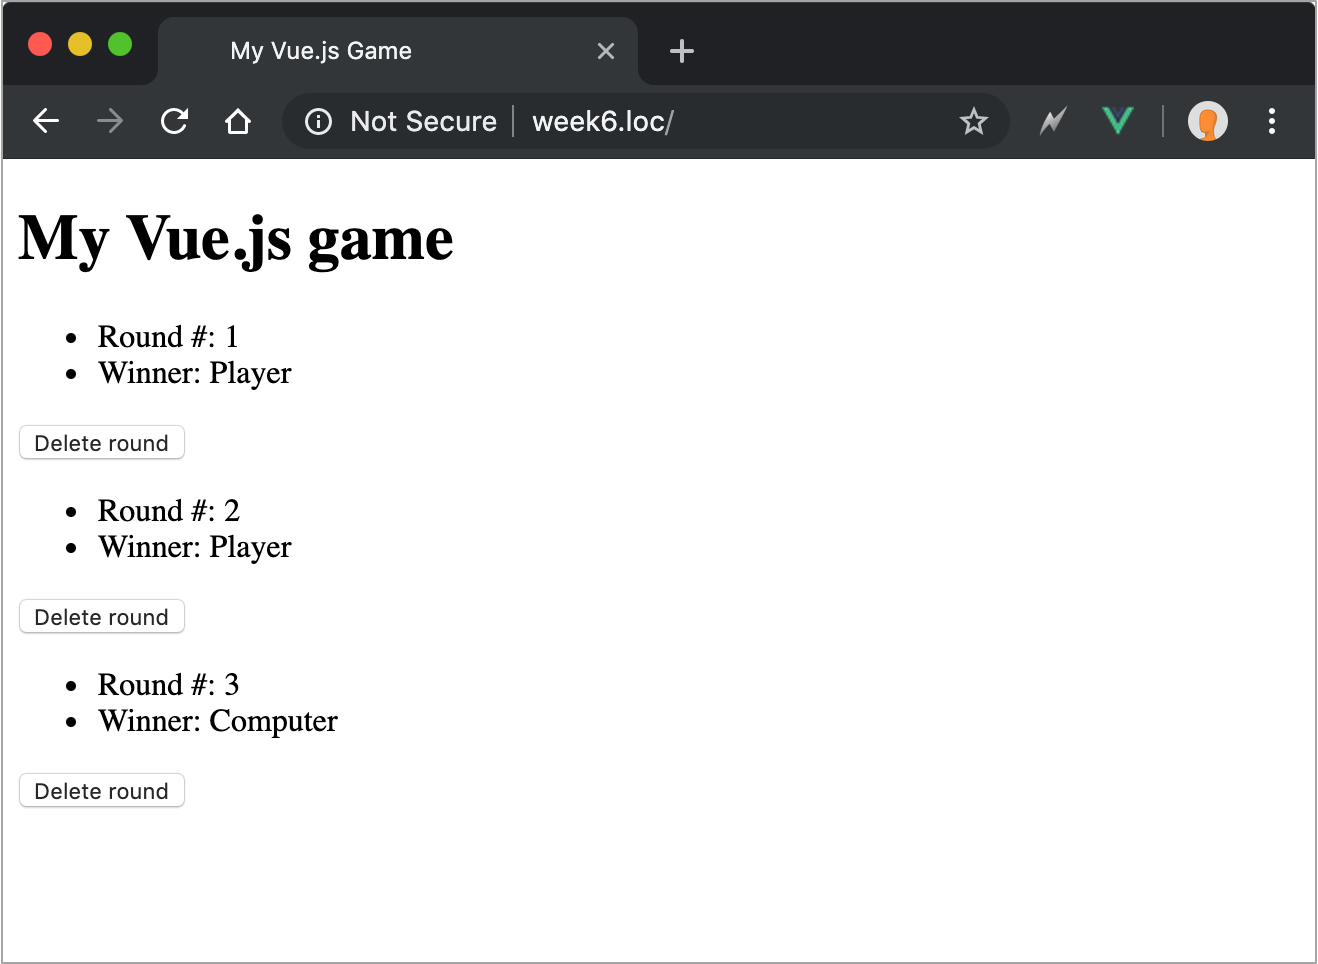 My Vue.js Game
Not Secure week6.loc/
My Vue.js game
Round #: 1
Winner: Player
Delete round
Round #: 2
Winner: Player
Delete round
Round #: 3
Winner: Computer
Delete round